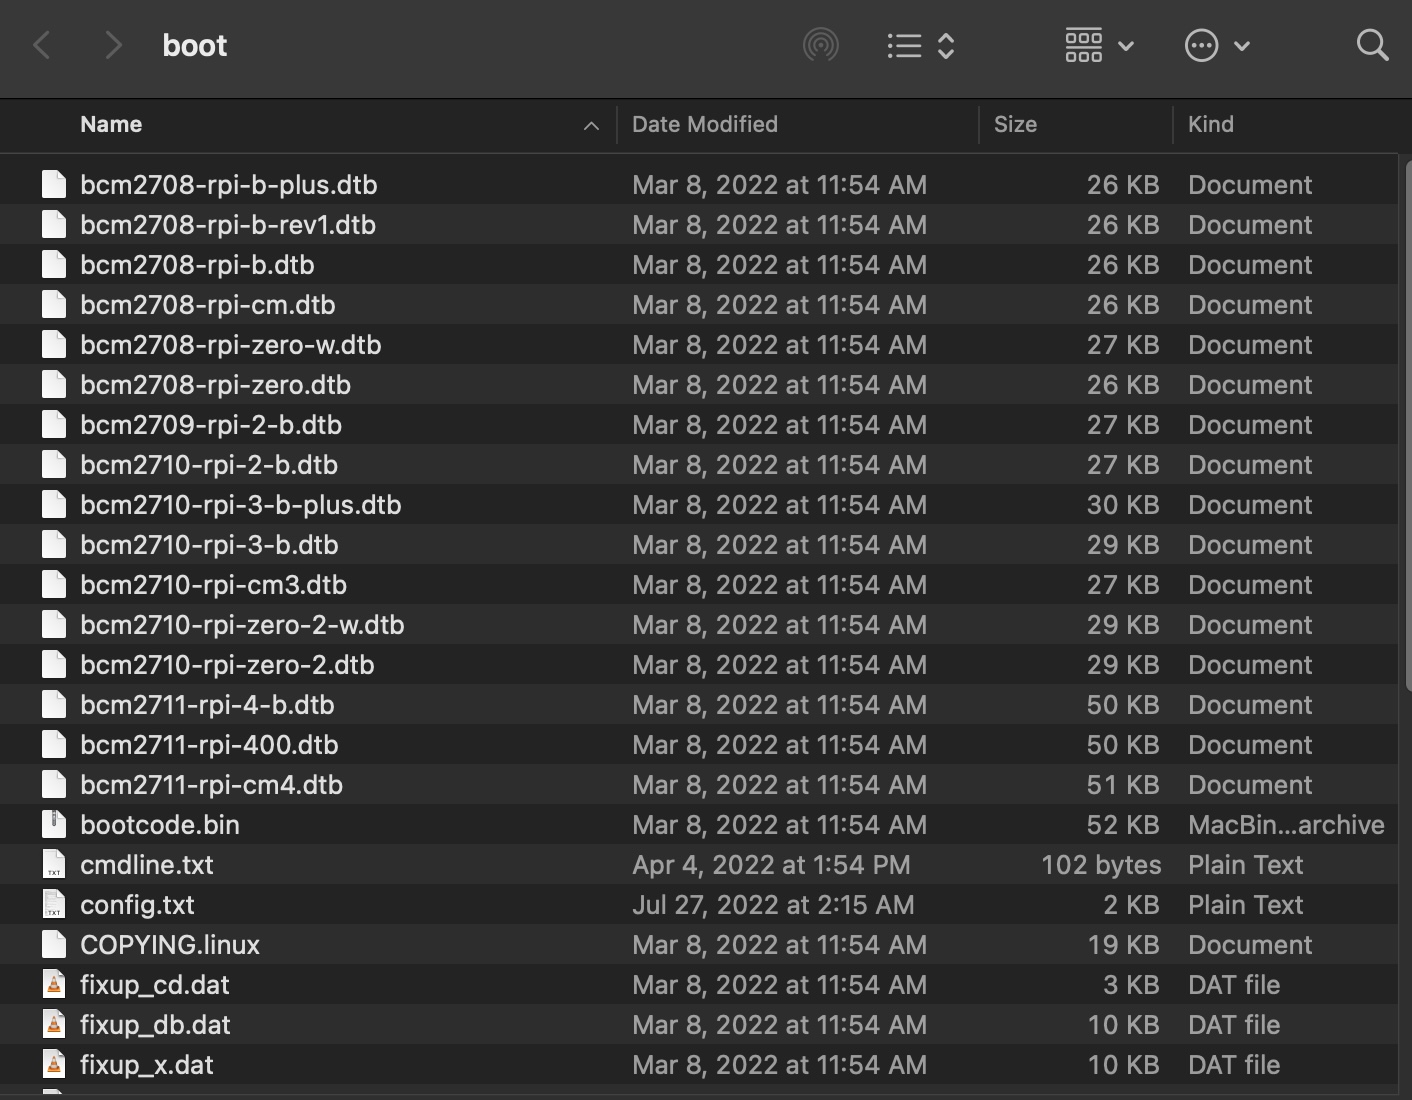 boot
Name Date Modified Size Kind
bcm2708-rpi-b-plus.dtb Mar 8, 2022 at 11:54 AM 26 KB Document
bcm2708-rpi-b-rev1.dtb Mar 8, 2022 at 11:54 AM 26 KB Document
bcm2708-rpi-b.dtb Mar 8, 2022 at 11:54 AM 26 KB Document
bcm2708-rpi-cm.dtb Mar 8, 2022 at 11:54 AM 26 KB Document
bcm2708-rpi-zero-w.dtb Mar 8, 2022 at 11:54 AM 27 KB Document
bcm2708-rpi-zero.dtb Mar 8, 2022 at 11:54 AM 26 KB Document
bcm2709-rpi-2-b.dtb Mar 8, 2022 at 11:54 AM 27 KB Document
bcm2710-rpi-2-b.dtb Mar 8, 2022 at 11:54 AM 27 KB Document
bcm2710-rpi-3-b-plus.dtb Mar 8, 2022 at 11:54 AM 30 KB Document
bcm2710-rpi-3-b.dtb Mar 8, 2022 at 11:54 AM 29 KB Document
bcm2710-rpi-cm3.dtb Mar 8, 2022 at 11:54 AM 27 KB Document
bcm2710-rpi-zero-2-w.dtb Mar 8, 2022 at 11:54 AM 29 KB Document
bcm2710-rpi-zero-2.dtb Mar 8, 2022 at 11:54 AM 29 KB Document
bcm2711-rpi-4-b.dtb Mar 8, 2022 at 11:54 AM 50 KB Document
bcm2711-rpi-400.dtb Mar 8, 2022 at 11:54 AM 50 KB Document
bcm2711-rpi-cm4.dtb Mar 8, 2022 at 11:54 AM 51 KB Document
bootcode.bin Mar 8, 2022 at 11:54 AM 52 KB MacBin...archive
TXT cmdline.txt Apr 4, 2022 at 1:54 PM 102 bytes Plain Text
TXT config.txt Jul 27, 2022 at 2:15 AM 2 KB Plain Text
COPYING.linux Mar 8, 2022 at 11:54 AM 19 KB Document
fixup_cd.dat Mar 8, 2022 at 11:54 AM 3 KB DAT file
fixup_db.dat Mar 8, 2022 at 11:54 AM 10 KB DAT file
fixup_x.dat Mar 8, 2022 at 11:54 AM 10 KB DAT file